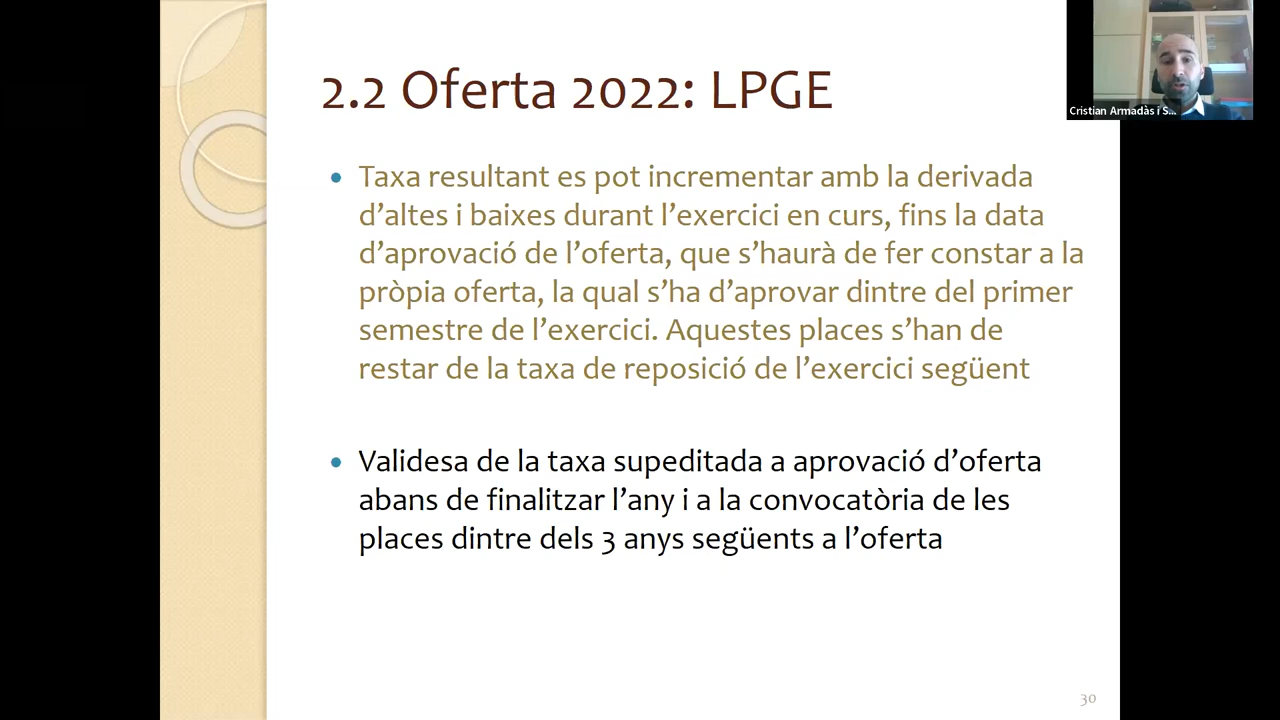 2.2 Oferta 2022: LPGE
Cristian Armadàs i S...
• Taxa resultant es pot incrementar amb la derivada
d’altes i baixes durant l’exercici en curs, fins la data
d’aprovació de l’oferta, que s’haurà de fer constar a la
pròpia oferta, la qual s’ha d’aprovar dintre del primer
semestre de l’exercici. Aquestes places s’han de
restar de la taxa de reposició de l’exercici següent
• Validesa de la taxa supeditada a aprovació d’oferta
abans de finalitzar l’any i a la convocatòria de les
places dintre dels 3 anys següents a l’oferta
30